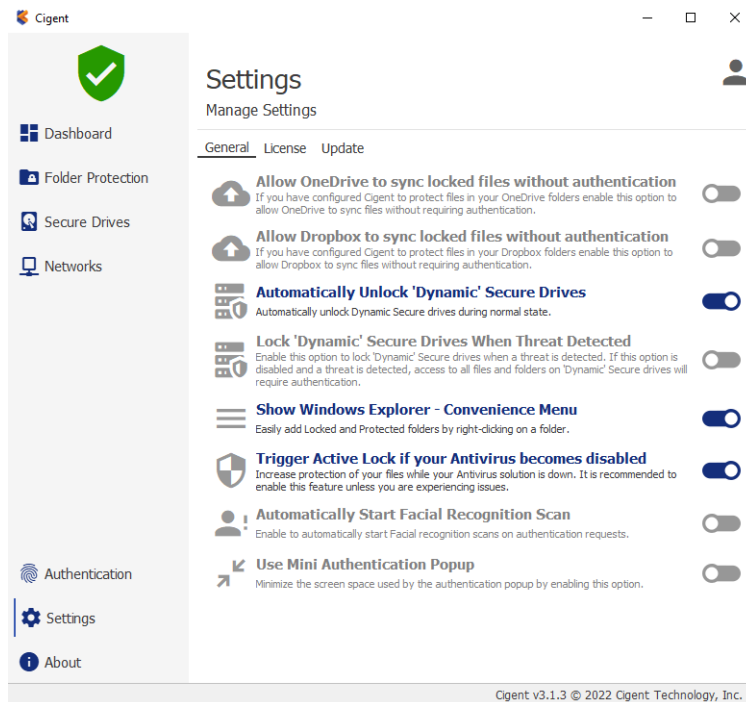 Cigent
Settings
Manage Settings
Dashboard
Folder Protection
Secure Drives
Networks
General License Update
Allow OneDrive to sync locked files without authentication
If you have configured Cigent to protect files in your OneDrive folders enable this option to
allow OneDrive to sync files without requiring authentication.
Allow Dropbox to sync locked files without authentication
If you have configured Cigent to protect files in your Dropbox folders enable this option to
allow Dropbox to sync files without requiring authentication.
Automatically Unlock 'Dynamic' Secure Drives
Automatically unlock Dynamic Secure drives during normal state.
Lock 'Dynamic' Secure Drives When Threat Detected
Enable this option to lock 'Dynamic' Secure drives when a threat is detected. If this option is
disabled and a threat is detected, access to all files and folders on 'Dynamic' Secure drives will
require authentication.
Show Windows Explorer - Convenience Menu
Easily add Locked and Protected folders by right-clicking on a folder.
Trigger Active Lock if your Antivirus becomes disabled
Increase protection of your files while your Antivirus solution is down. It is recommended to
enable this feature unless you are experiencing issues.
Automatically Start Facial Recognition Scan
Enable to automatically start Facial recognition scans on authentication requests.
Use Mini Authentication Popup
Minimize the screen space used by the authentication popup by enabling this option.
Authentication
Settings
About
Cigent v3.1.3 © 2022 Cigent Technology, Inc.